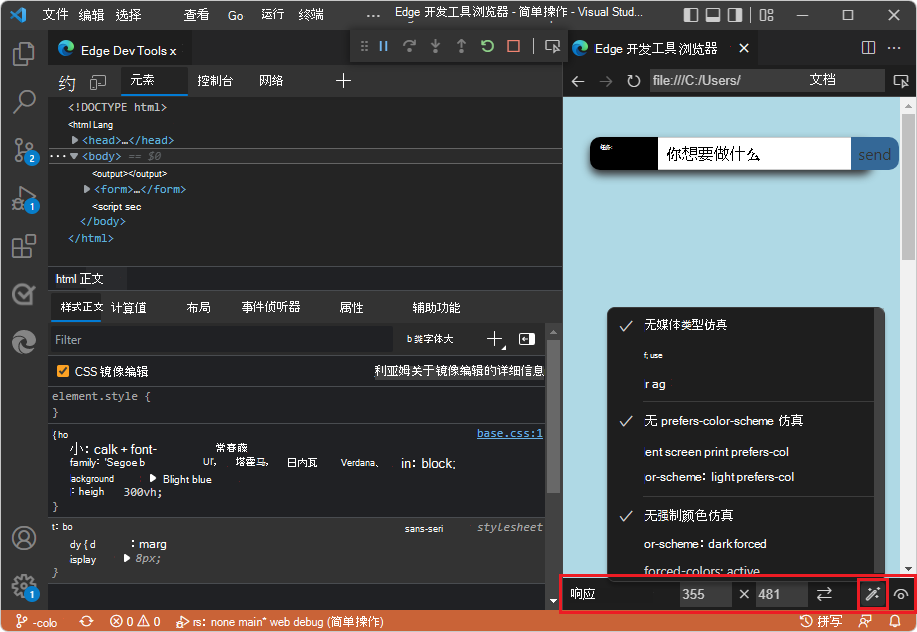 文件 编辑 选择 查看 Go 运行 终端 … Edge 开发工具浏览器 - 简单操作 - Visual Stud...
Edge DevTools x
Edge 开发工具浏览器
约 元素 控制台 网络
file:///C:/Users/ 文档
<!DOCTYPE html>
<html Lang
<head>…</head>
<body> == $0
<output></output>
<form>…</form>
<script sec
</body>
</html>
html 正文
样式正文 计算值 布局 事件侦听器 属性 辅助功能
Filter b 类字体大
CSS 镜像编辑 利亚姆关于镜像编辑的详细信息
element.style {
}
{ho base.css:1
小: calk + font- 常春藤
family: "Segoe b Ur, 塔霍马, 日内瓦 Verdana、 in: block;
ackground Blight blue
: heigh 300vh;
}
t: bo sans-seri stylesheet
dy { d : marg
isplay 8px;
}
你想要做什么 send
无媒体类型仿真
f; use
r ag
无 prefers-color-scheme 仿真
ent screen print prefers-col
or-scheme: light prefers-col
无强制颜色仿真
or-scheme: dark forced
forced-colors: active
响应 355 × 481
2
1
1
-colo 0 0 rs: none main* web debug (简单操作) 拼写